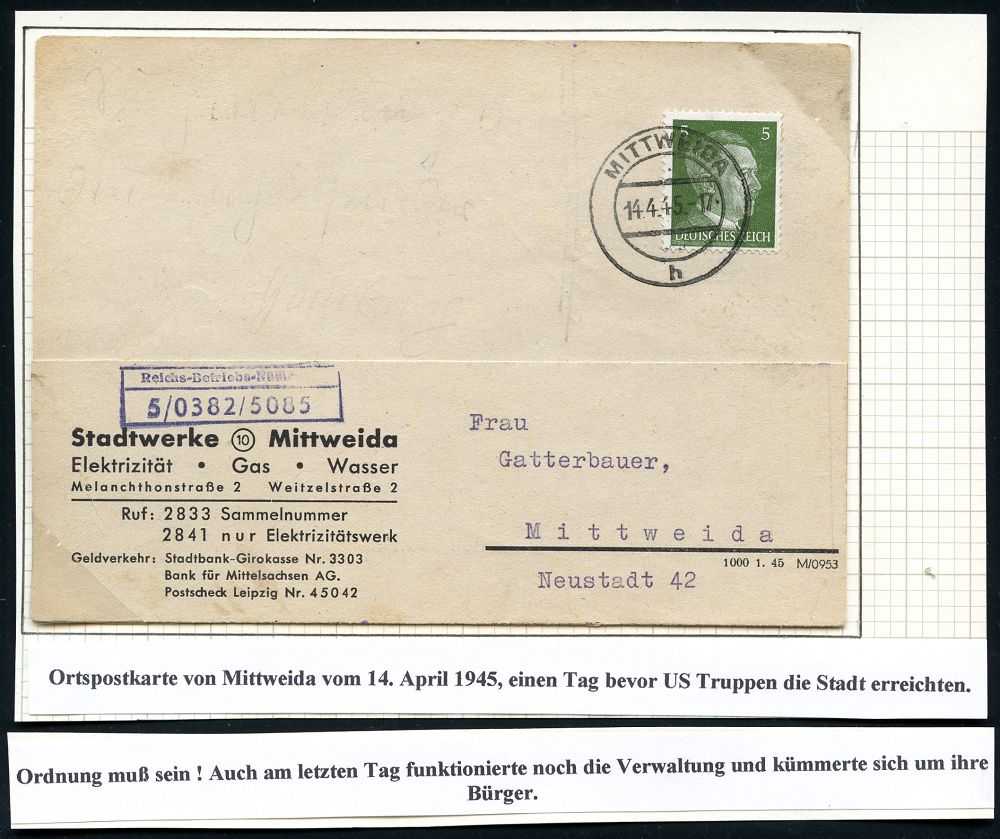 5 5
MITTWEIDA
14.4.45.-17.
DEUTSCHES REICH
h
Reichs-Betriebs-Num-
5/0382/5085
Stadtwerke 10 Mittweida
Elektrizität • Gas • Wasser
Melanchthonstraße 2 Weitzelstraße 2
Ruf: 2833 Sammelnummer
2841 nur Elektrizitätswerk
Geldverkehr: Stadtbank-Girokasse Nr. 3303
Bank für Mittelsachsen AG.
Postscheck Leipzig Nr. 45042
Frau
Gatterbauer,
Mittweida
1000 1. 45 M/0953
Neustadt 42
Ortspostkarte von Mittweida vom 14. April 1945, einen Tag bevor US Truppen die Stadt erreichten.
Ordnung muß sein ! Auch am letzten Tag funktionierte noch die Verwaltung und kümmerte sich um ihre
Bürger.